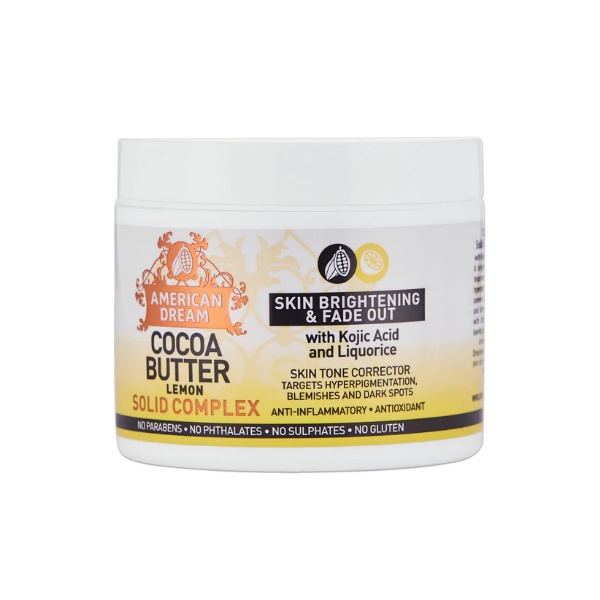 AMERICAN
DREAM
COCOA
BUTTER
LEMON
SOLID COMPLEX
SKIN BRIGHTENING
& FADE OUT
with Kojic Acid
and Liquorice
SKIN TONE CORRECTOR
TARGETS HYPERPIGMENTATION,
BLEMISHES AND DARK SPOTS
ANTI-INFLAMMATORY • ANTIOXIDANT
NO PARABENS • NO PHTHALATES • NO SULPHATES • NO GLUTEN